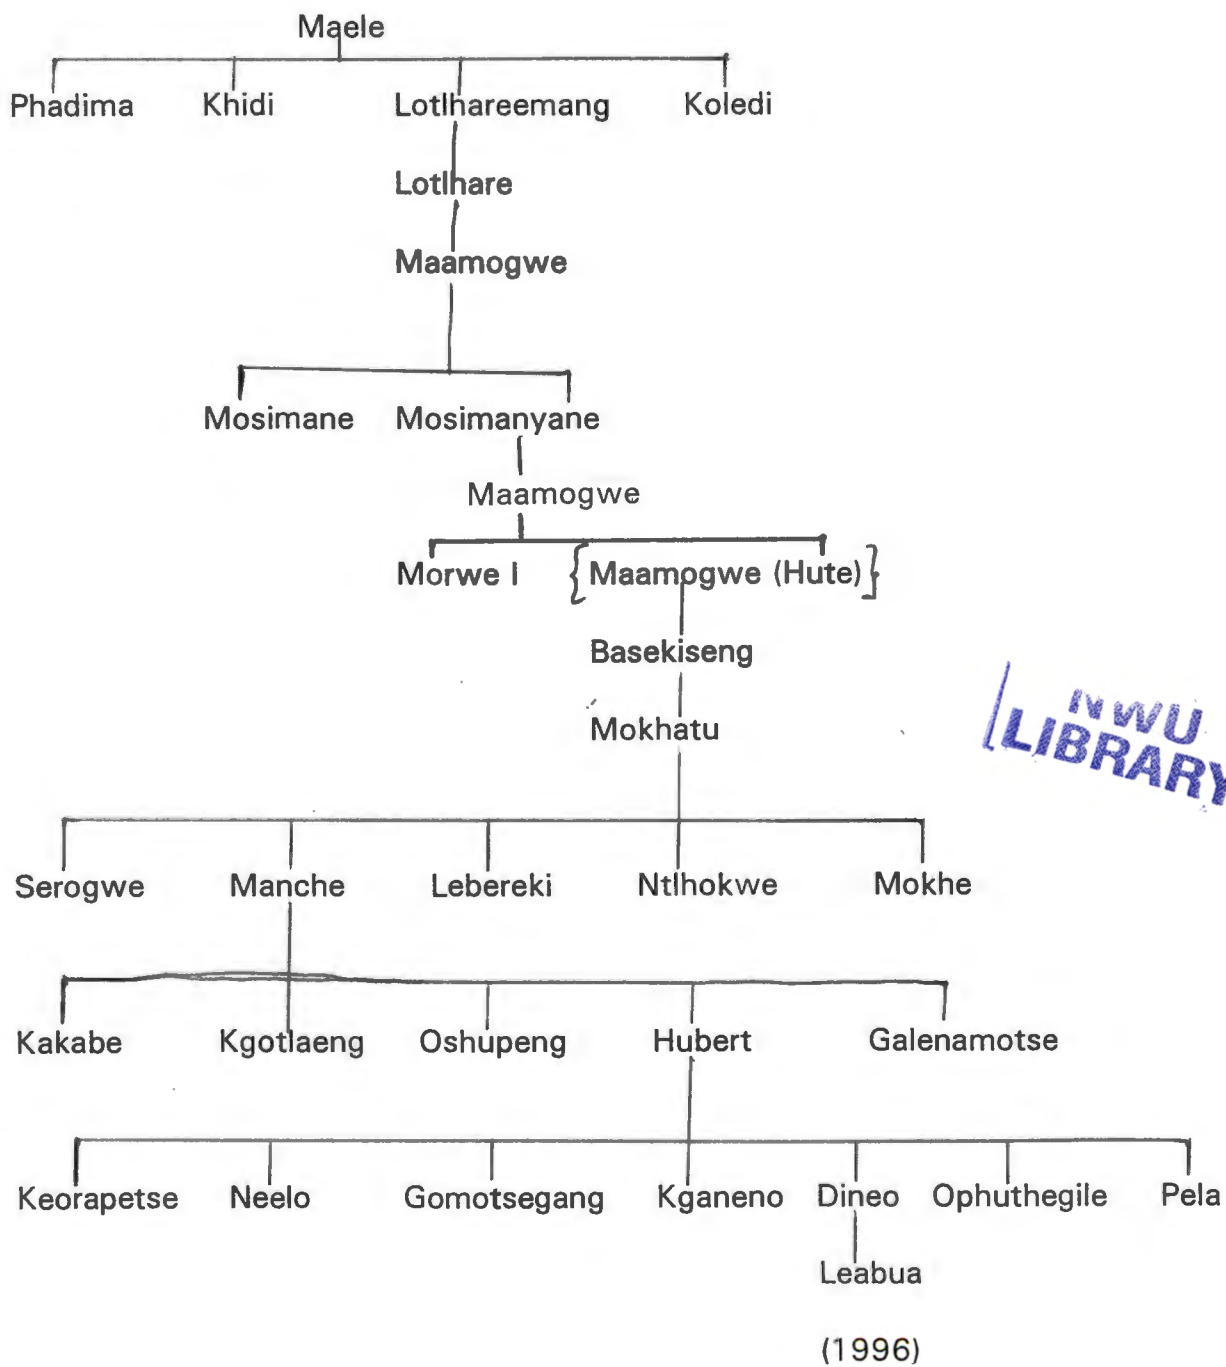 Maele
Phadima Khidi Lotlhareemang Koledi
Lotlhare
Maamogwe
Mosimane Mosimanyane
Maamogwe
Morwe I {Maamogwe (Hute)}
Basekiseng
Mokhatu
NWU
LIBRARY
Serogwe Manche Lebereki Ntlhokwe Mokhe
Kakabe Kgotlaeng Oshupeng Hubert Galenamotse
Keorapetse Neelo Gomotsegang Kganeno Dineo Ophuthegile Pela
Leabua
(1996)